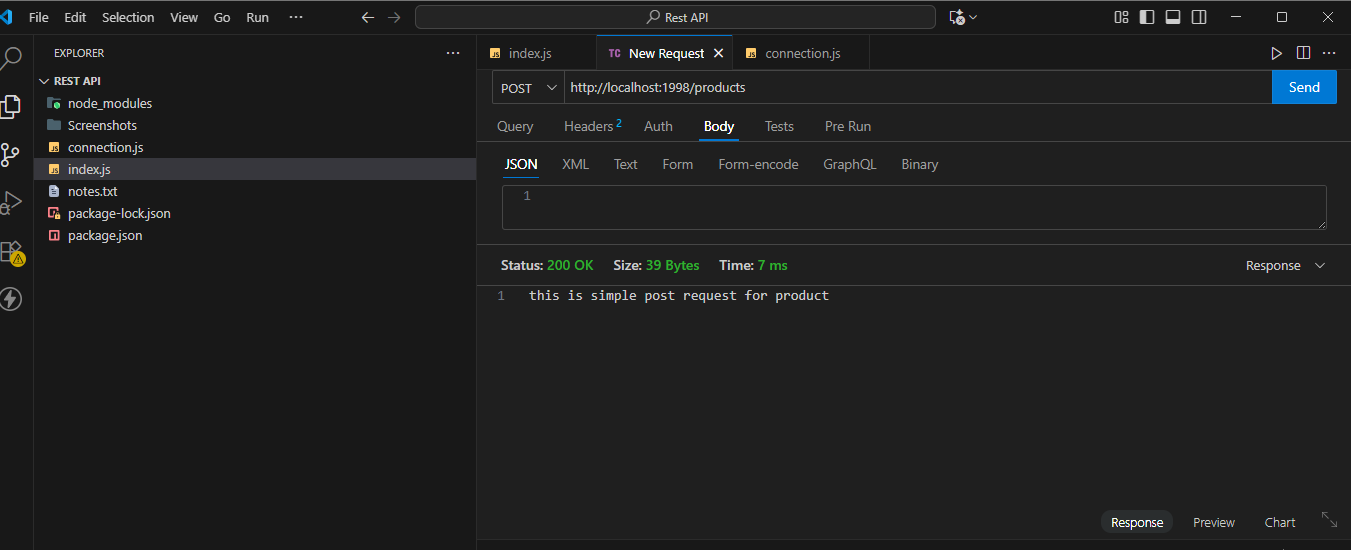 File Edit Selection View Go Run ···
Rest API
EXPLORER ···
REST API
node_modules
Screenshots
connection.js
index.js
notes.txt
package-lock.json
package.json
JS index.js TC New Request JS connection.js
POST http://localhost:1998/products Send
Query Headers 2 Auth Body Tests Pre Run
JSON XML Text Form Form-encode GraphQL Binary
1
Status: 200 OK Size: 39 Bytes Time: 7 ms Response
1 this is simple post request for product
Response Preview Chart